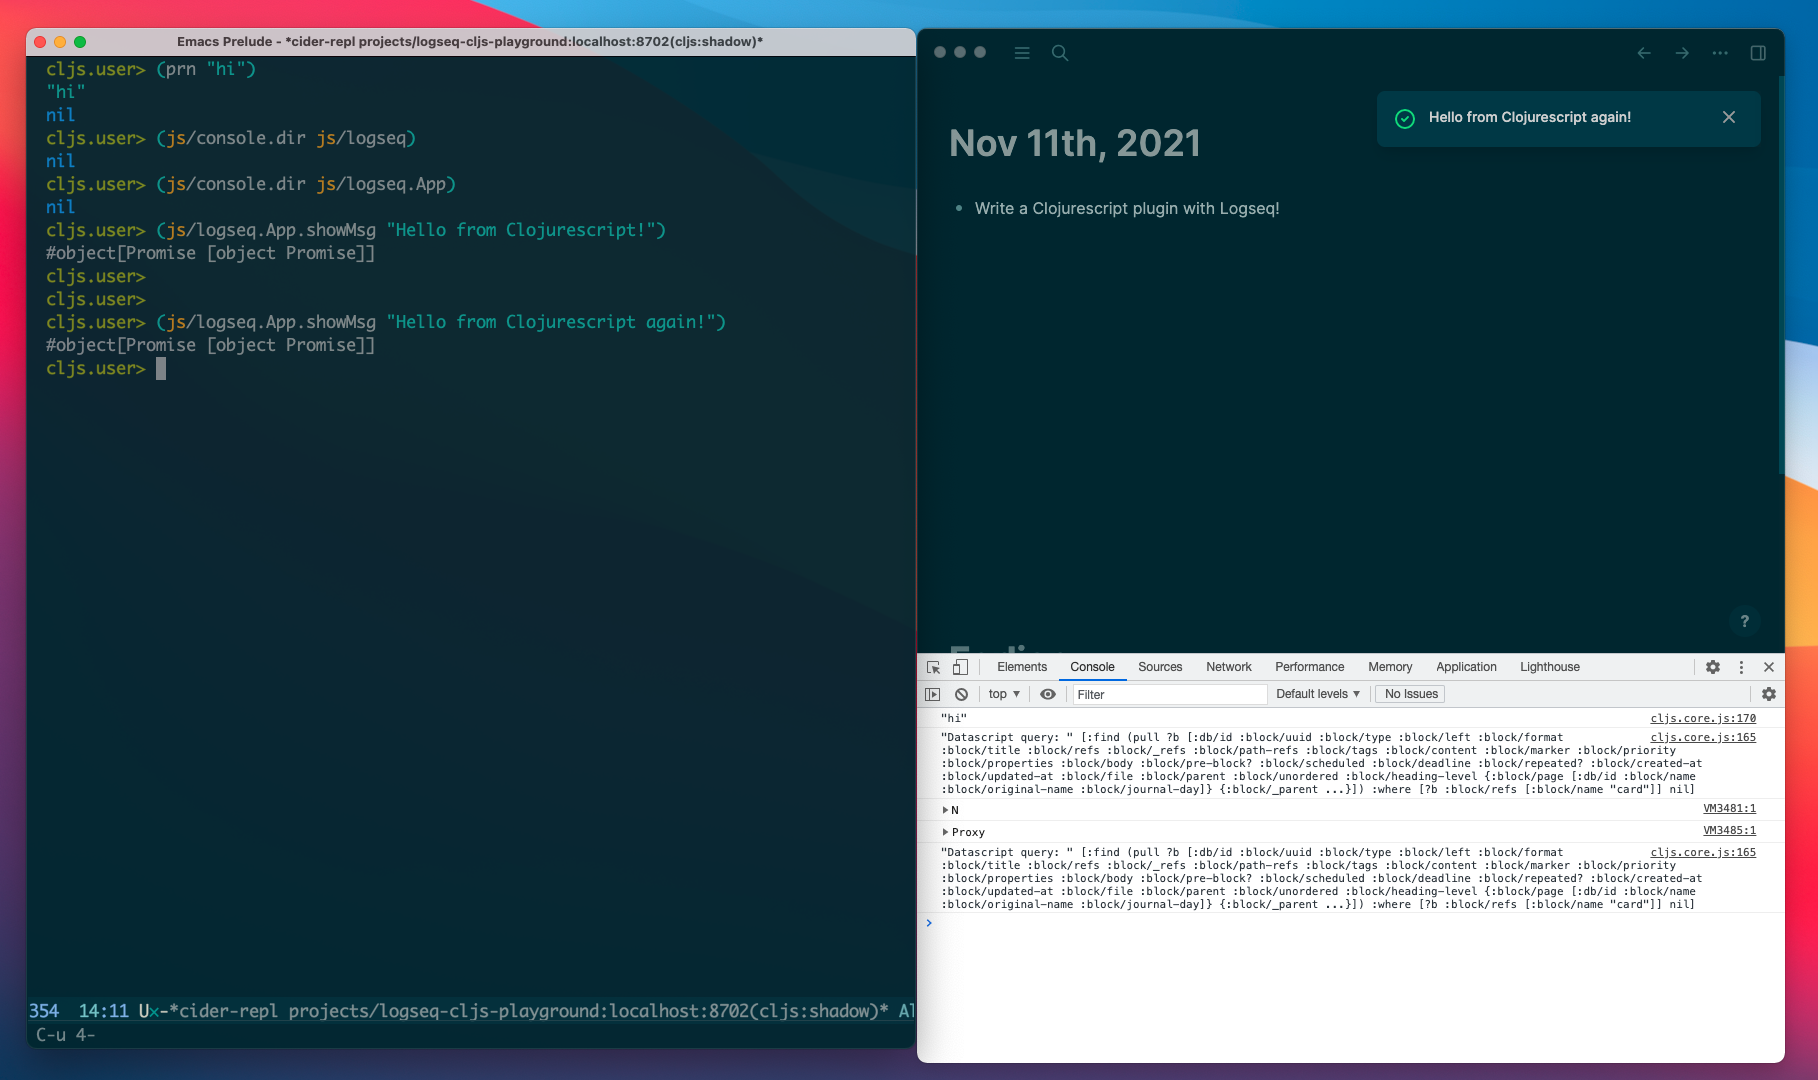 Emacs Prelude - *cider-repl projects/logseq-cljs-playground:localhost:8702(cljs:shadow)*
cljs.user> (prn "hi")
"hi"
nil
cljs.user> (js/console.dir js/logseq)
nil
cljs.user> (js/console.dir js/logseq.App)
nil
cljs.user> (js/logseq.App.showMsg "Hello from Clojurescript!")
#object[Promise [object Promise]]
cljs.user>
cljs.user>
cljs.user> (js/logseq.App.showMsg "Hello from Clojurescript again!")
#object[Promise [object Promise]]
cljs.user>
354 14:11 U×-*cider-repl projects/logseq-cljs-playground:localhost:8702(cljs:shadow)*
C-u 4-
Hello from Clojurescript again!
Nov 11th, 2021
• Write a Clojurescript plugin with Logseq!
?
Elements Console Sources Network Performance Memory Application Lighthouse
top Filter Default levels No Issues
"hi" cljs.core.js:170
"Datascript query: " [:find (pull ?b [:db/id :block/uuid :block/type :block/left :block/format cljs.core.js:165
:block/title :block/refs :block/_refs :block/path-refs :block/tags :block/content :block/marker :block/priority
:block/properties :block/body :block/pre-block? :block/scheduled :block/deadline :block/repeated? :block/created-at
:block/updated-at :block/file :block/parent :block/unordered :block/heading-level {:block/page [:db/id :block/name
:block/original-name :block/journal-day]} {:block/_parent ...}]) :where [?b :block/refs [:block/name "card"]] nil]
N VM3481:1
Proxy VM3485:1
"Datascript query: " [:find (pull ?b [:db/id :block/uuid :block/type :block/left :block/format cljs.core.js:165
:block/title :block/refs :block/_refs :block/path-refs :block/tags :block/content :block/marker :block/priority
:block/properties :block/body :block/pre-block? :block/scheduled :block/deadline :block/repeated? :block/created-at
:block/updated-at :block/file :block/parent :block/unordered :block/heading-level {:block/page [:db/id :block/name
:block/original-name :block/journal-day]} {:block/_parent ...}]) :where [?b :block/refs [:block/name "card"]] nil]
>